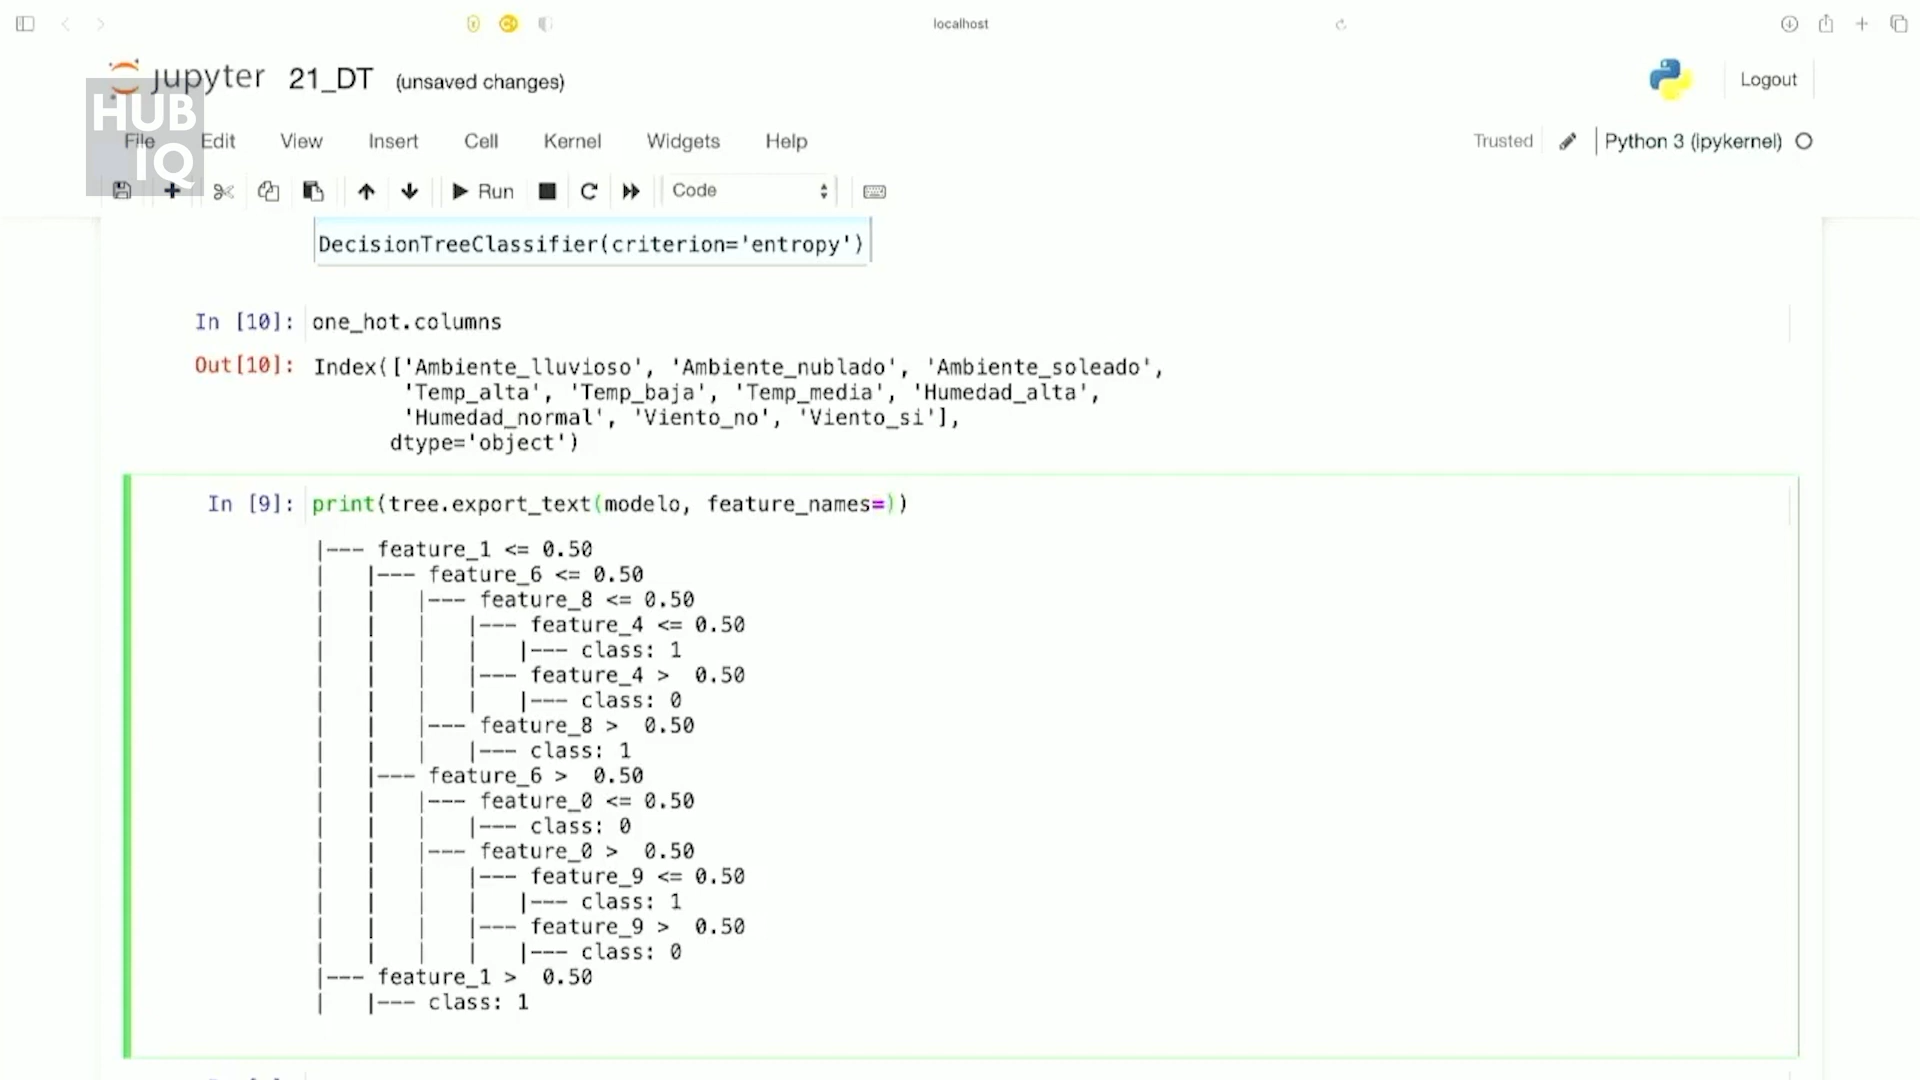 localhost
jupyter 21_DT (unsaved changes)
Logout
HUB
IQ
File Edit View Insert Cell Kernel Widgets Help
Trusted Python 3 (ipykernel)
Run Code
DecisionTreeClassifier(criterion='entropy')
In [10]: one_hot.columns
Out[10]: Index(['Ambiente_lluvioso', 'Ambiente_nublado', 'Ambiente_soleado',
'Temp_alta', 'Temp_baja', 'Temp_media', 'Humedad_alta',
'Humedad_normal', 'Viento_no', 'Viento_si'],
dtype='object')
In [9]: print(tree.export_text(modelo, feature_names=))
|--- feature_1 <= 0.50
|   |--- feature_6 <= 0.50
|   |   |--- feature_8 <= 0.50
|   |   |   |--- feature_4 <= 0.50
|   |   |   |   |--- class: 1
|   |   |   |--- feature_4 >  0.50
|   |   |   |   |--- class: 0
|   |   |--- feature_8 >  0.50
|   |   |   |--- class: 1
|   |--- feature_6 >  0.50
|   |   |--- feature_0 <= 0.50
|   |   |   |--- class: 0
|   |   |--- feature_0 >  0.50
|   |   |   |--- feature_9 <= 0.50
|   |   |   |   |--- class: 1
|   |   |   |--- feature_9 >  0.50
|   |   |   |   |--- class: 0
|--- feature_1 >  0.50
|   |--- class: 1